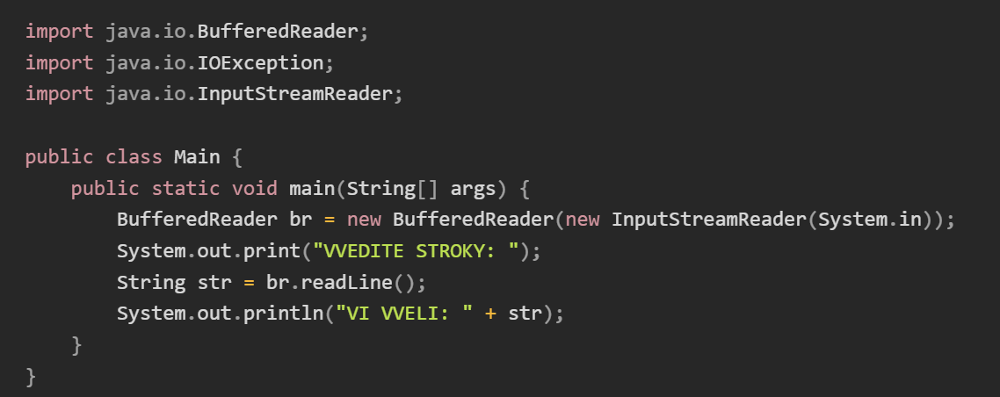 import java.io.BufferedReader;
import java.io.IOException;
import java.io.InputStreamReader;

public class Main {
    public static void main(String[] args) {
        BufferedReader br = new BufferedReader(new InputStreamReader(System.in));
        System.out.print("VVEDITE STROKY: ");
        String str = br.readLine();
        System.out.println("VI VVELI: " + str);
    }
}